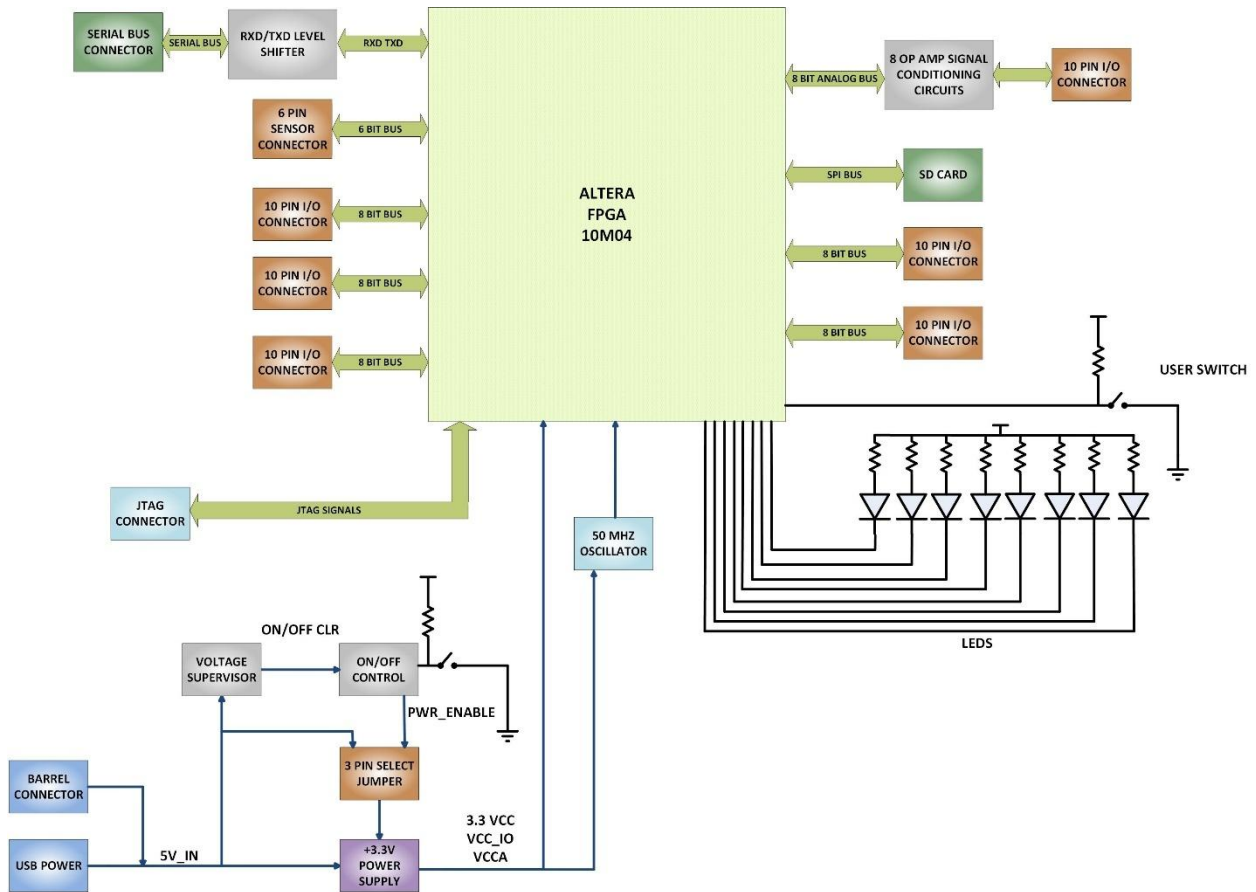 SERIAL BUS
CONNECTOR
SERIAL BUS
RXD/TXD LEVEL
SHIFTER
RXD TXD
8 BIT ANALOG BUS
8 OP AMP SIGNAL
CONDITIONING
CIRCUITS
10 PIN I/O
CONNECTOR
6 PIN
SENSOR
CONNECTOR
6 BIT BUS
SPI BUS
SD CARD
ALTERA
FPGA
10M04
10 PIN I/O
CONNECTOR
8 BIT BUS
8 BIT BUS
10 PIN I/O
CONNECTOR
10 PIN I/O
CONNECTOR
8 BIT BUS
8 BIT BUS
10 PIN I/O
CONNECTOR
10 PIN I/O
CONNECTOR
8 BIT BUS
USER SWITCH
JTAG
CONNECTOR
JTAG SIGNALS
50 MHZ
OSCILLATOR
LEDS
ON/OFF CLR
VOLTAGE
SUPERVISOR
ON/OFF
CONTROL
PWR_ENABLE
3 PIN SELECT
JUMPER
BARREL
CONNECTOR
USB POWER
5V_IN
+3.3V
POWER
SUPPLY
3.3 VCC
VCC_IO
VCCA